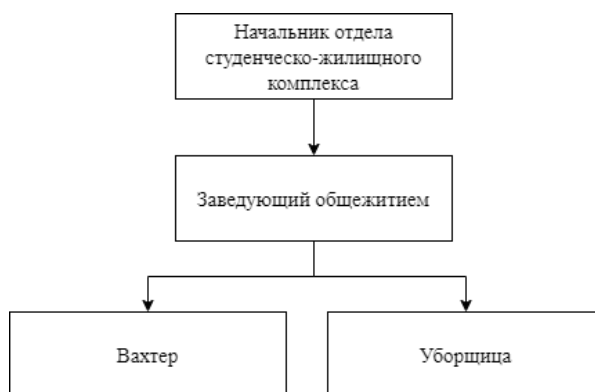 Начальник отдела
студенческо-жилищного
комплекса
Заведующий общежитием
Вахтер
Уборщица